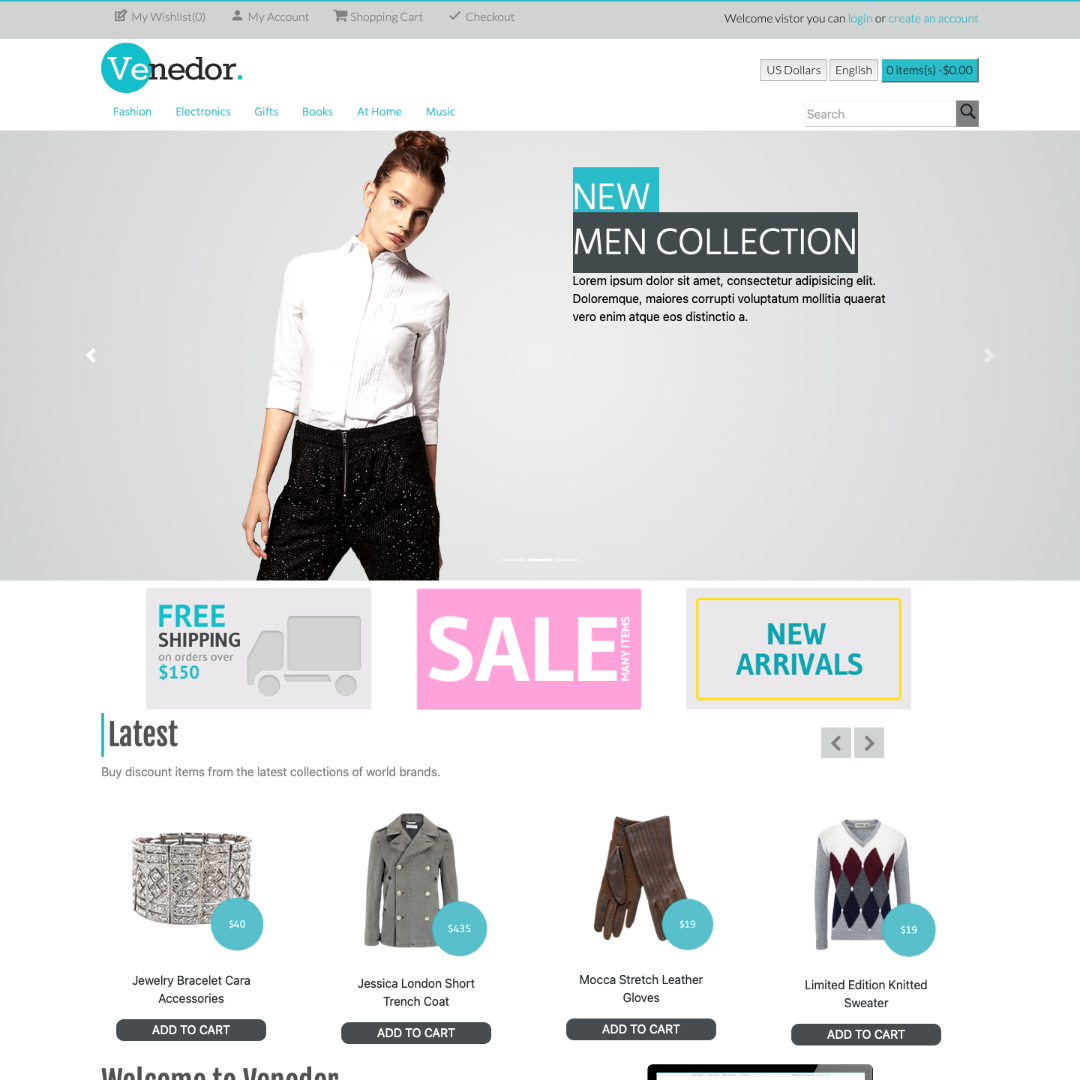 My Wishlist(0) My Account Shopping Cart Checkout
Welcome vistor you can login or create an account
Venedor.
US Dollars English 0 items(s) -$0.00
Fashion Electronics Gifts Books At Home Music
Search
NEW
MEN COLLECTION
Lorem ipsum dolor sit amet, consectetur adipisicing elit.
Doloremque, maiores corrupti voluptatum mollitia quaerat
vero enim atque eos distinctio a.
FREE
SHIPPING
on orders over
$150
SALE
MANY ITEMS
NEW
ARRIVALS
Latest
Buy discount items from the latest collections of world brands.
$40
$435
$19
$19
Jewelry Bracelet Cara
Accessories
ADD TO CART
Jessica London Short
Trench Coat
ADD TO CART
Mocca Stretch Leather
Gloves
ADD TO CART
Limited Edition Knitted
Sweater
ADD TO CART
Welcome to Venedor